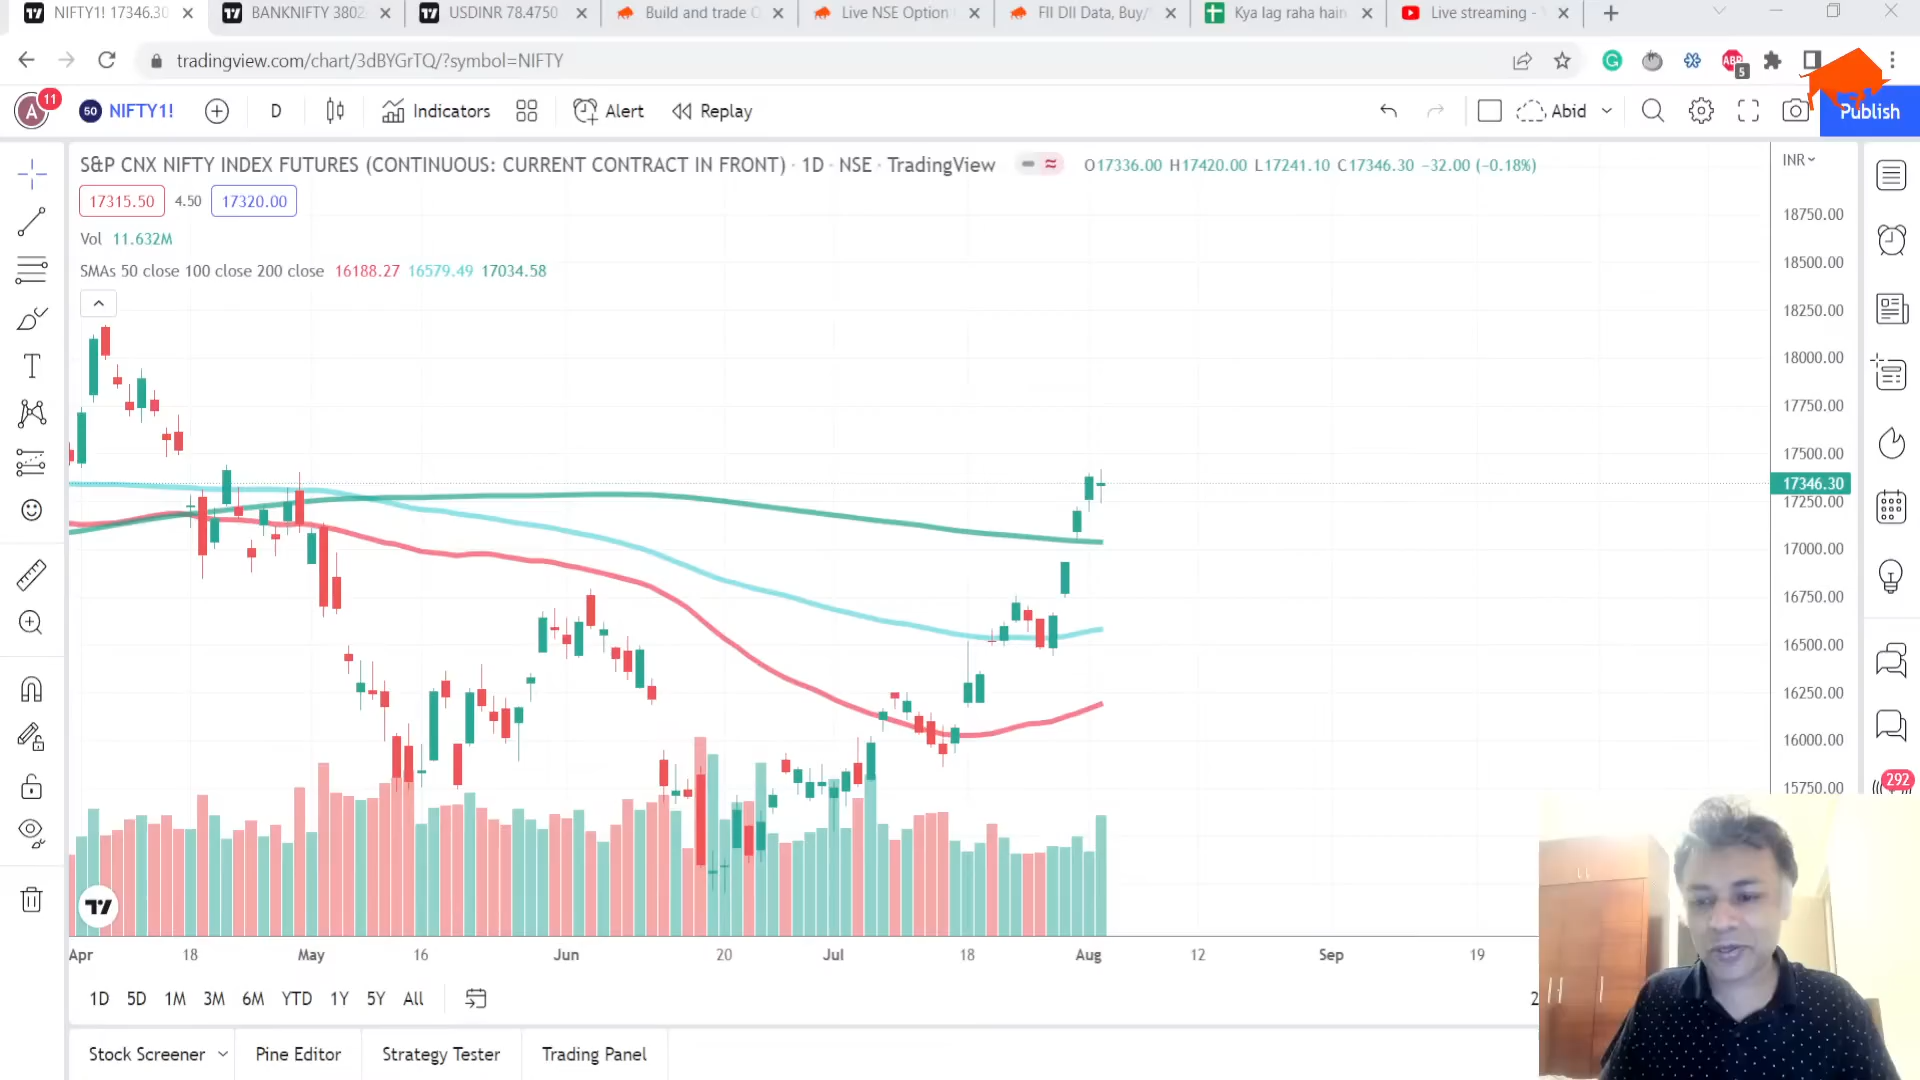 NIFTY1! 17346.30
BANKNIFTY 3802
USDINR 78.4750
Build and trade O
Live NSE Option
FII DII Data, Buy/
Kya lag raha hain
Live streaming -
tradingview.com/chart/3dBYGrTQ/?symbol=NIFTY
ABP
5
A
11
50 NIFTY1!
D
Indicators
Alert
Replay
Abid
Publish
S&P CNX NIFTY INDEX FUTURES (CONTINUOUS: CURRENT CONTRACT IN FRONT) · 1D · NSE · TradingView
O17336.00 H17420.00 L17241.10 C17346.30 −32.00 (−0.18%)
INR
17315.50 4.50 17320.00
Vol 11.632M
SMAs 50 close 100 close 200 close 16188.27 16579.49 17034.58
18750.00
18500.00
18250.00
18000.00
17750.00
17500.00
17346.30
17250.00
17000.00
16750.00
16500.00
16250.00
16000.00
15750.00
292
Apr 18 May 16 Jun 20 Jul 18 Aug 12 Sep 19
1D 5D 1M 3M 6M YTD 1Y 5Y All
Stock Screener Pine Editor Strategy Tester Trading Panel